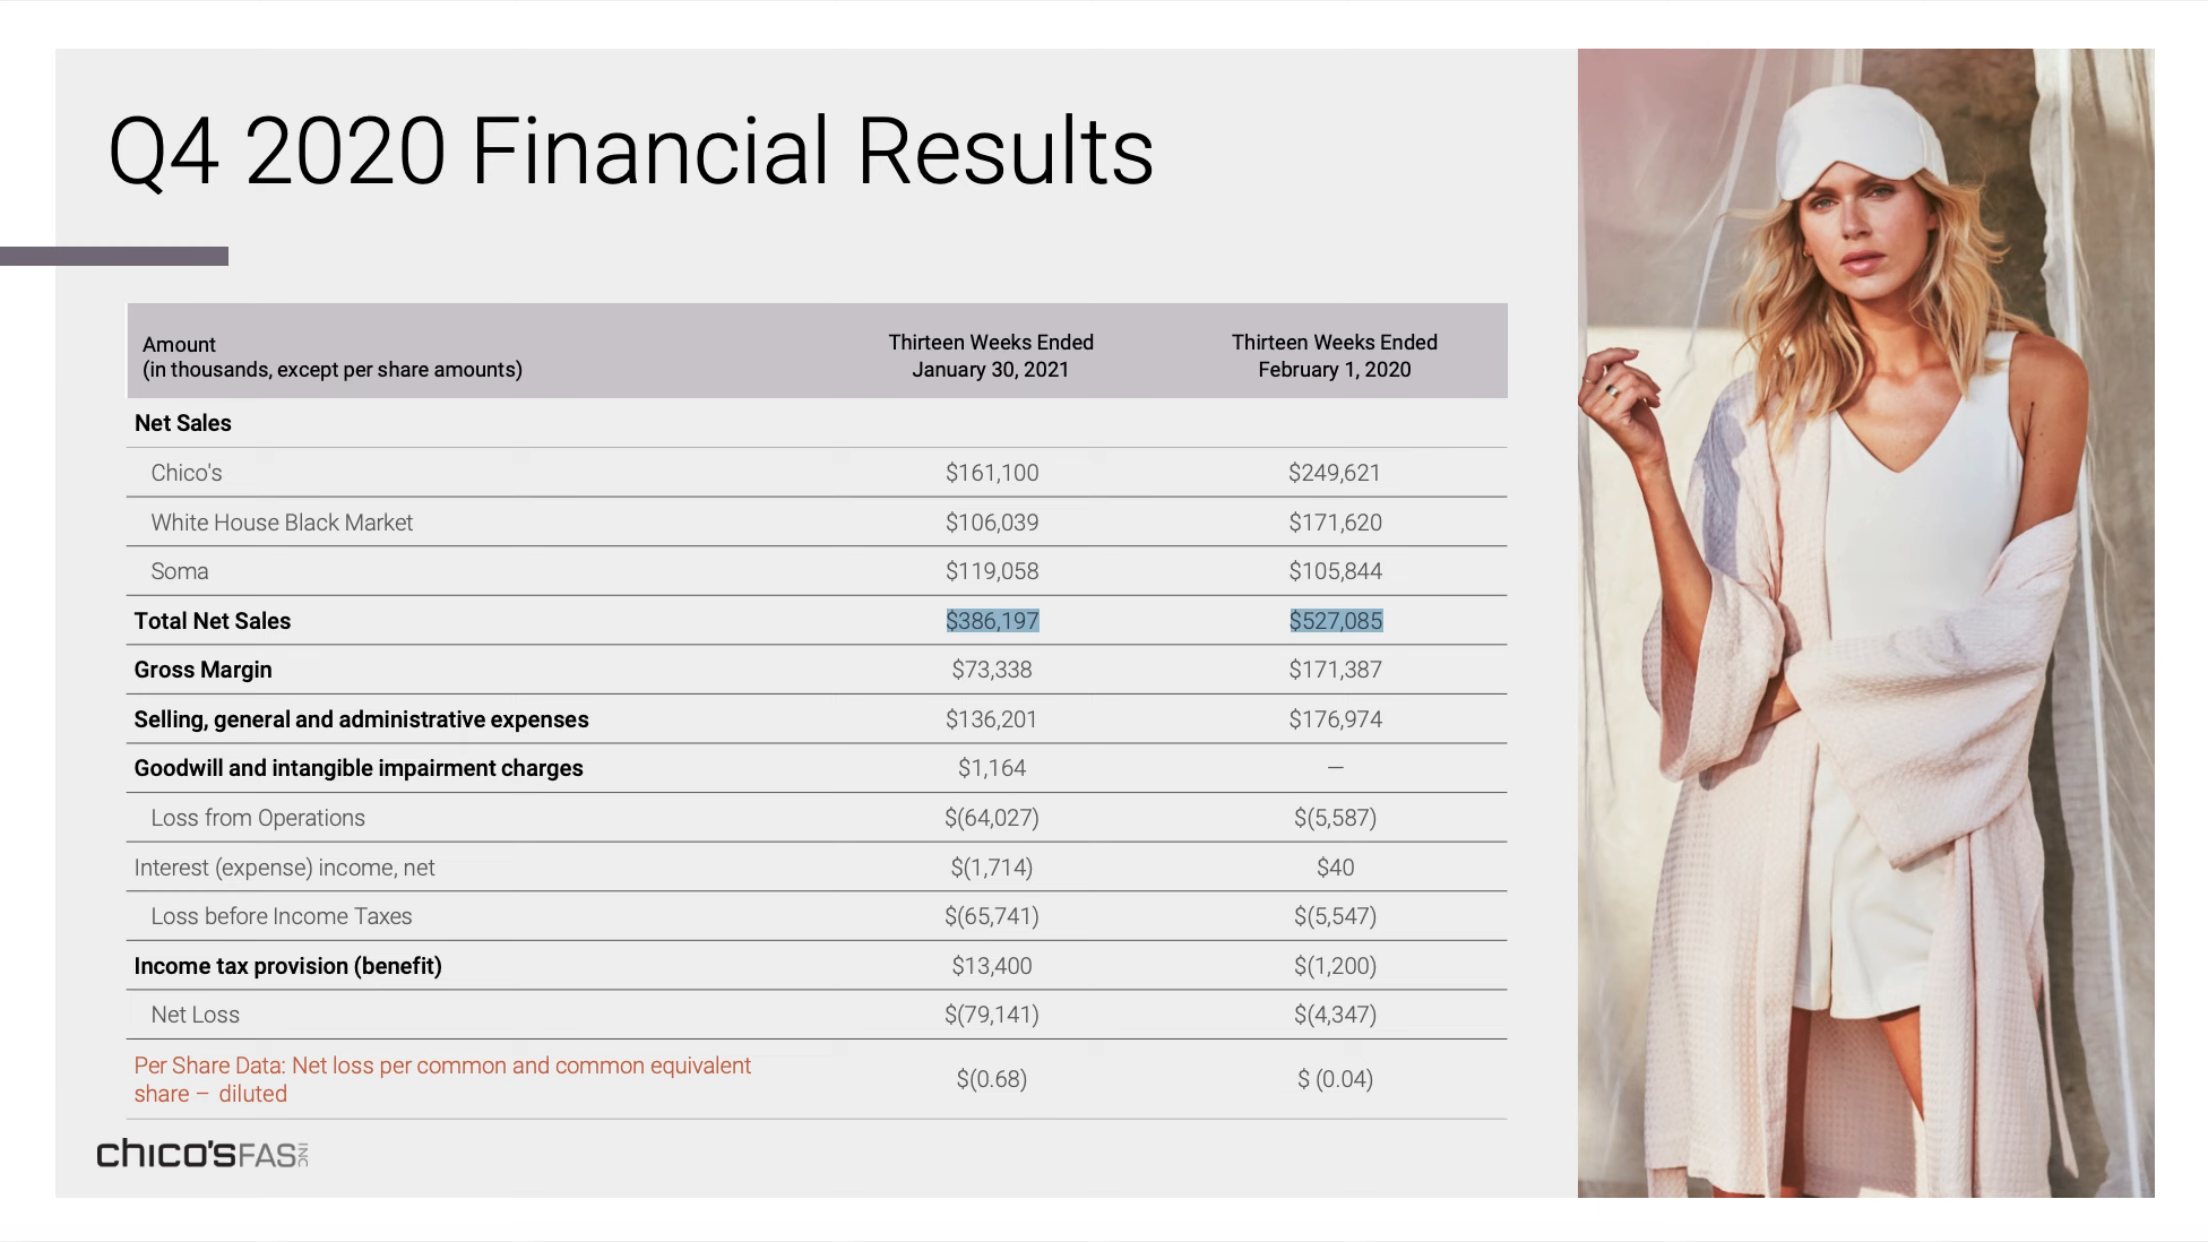 Q4 2020 Financial Results
Amount
(in thousands, except per share amounts)
Thirteen Weeks Ended
January 30, 2021
Thirteen Weeks Ended
February 1, 2020
Net Sales
Chico's $161,100 $249,621
White House Black Market $106,039 $171,620
Soma $119,058 $105,844
Total Net Sales $386,197 $527,085
Gross Margin $73,338 $171,387
Selling, general and administrative expenses $136,201 $176,974
Goodwill and intangible impairment charges $1,164 —
Loss from Operations $(64,027) $(5,587)
Interest (expense) income, net $(1,714) $40
Loss before Income Taxes $(65,741) $(5,547)
Income tax provision (benefit) $13,400 $(1,200)
Net Loss $(79,141) $(4,347)
Per Share Data: Net loss per common and common equivalent
share – diluted $(0.68) $ (0.04)
chico'sFAS INC